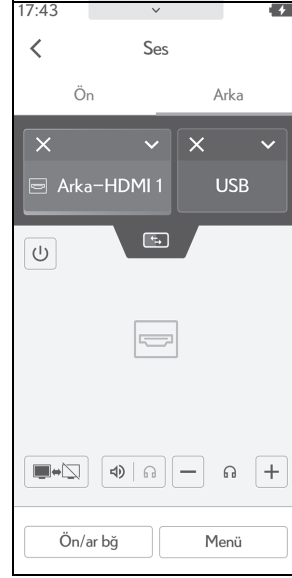 17:43
Ses
Ön
Arka
Arka-HDMI 1
USB
Ön/ar bğ
Menü